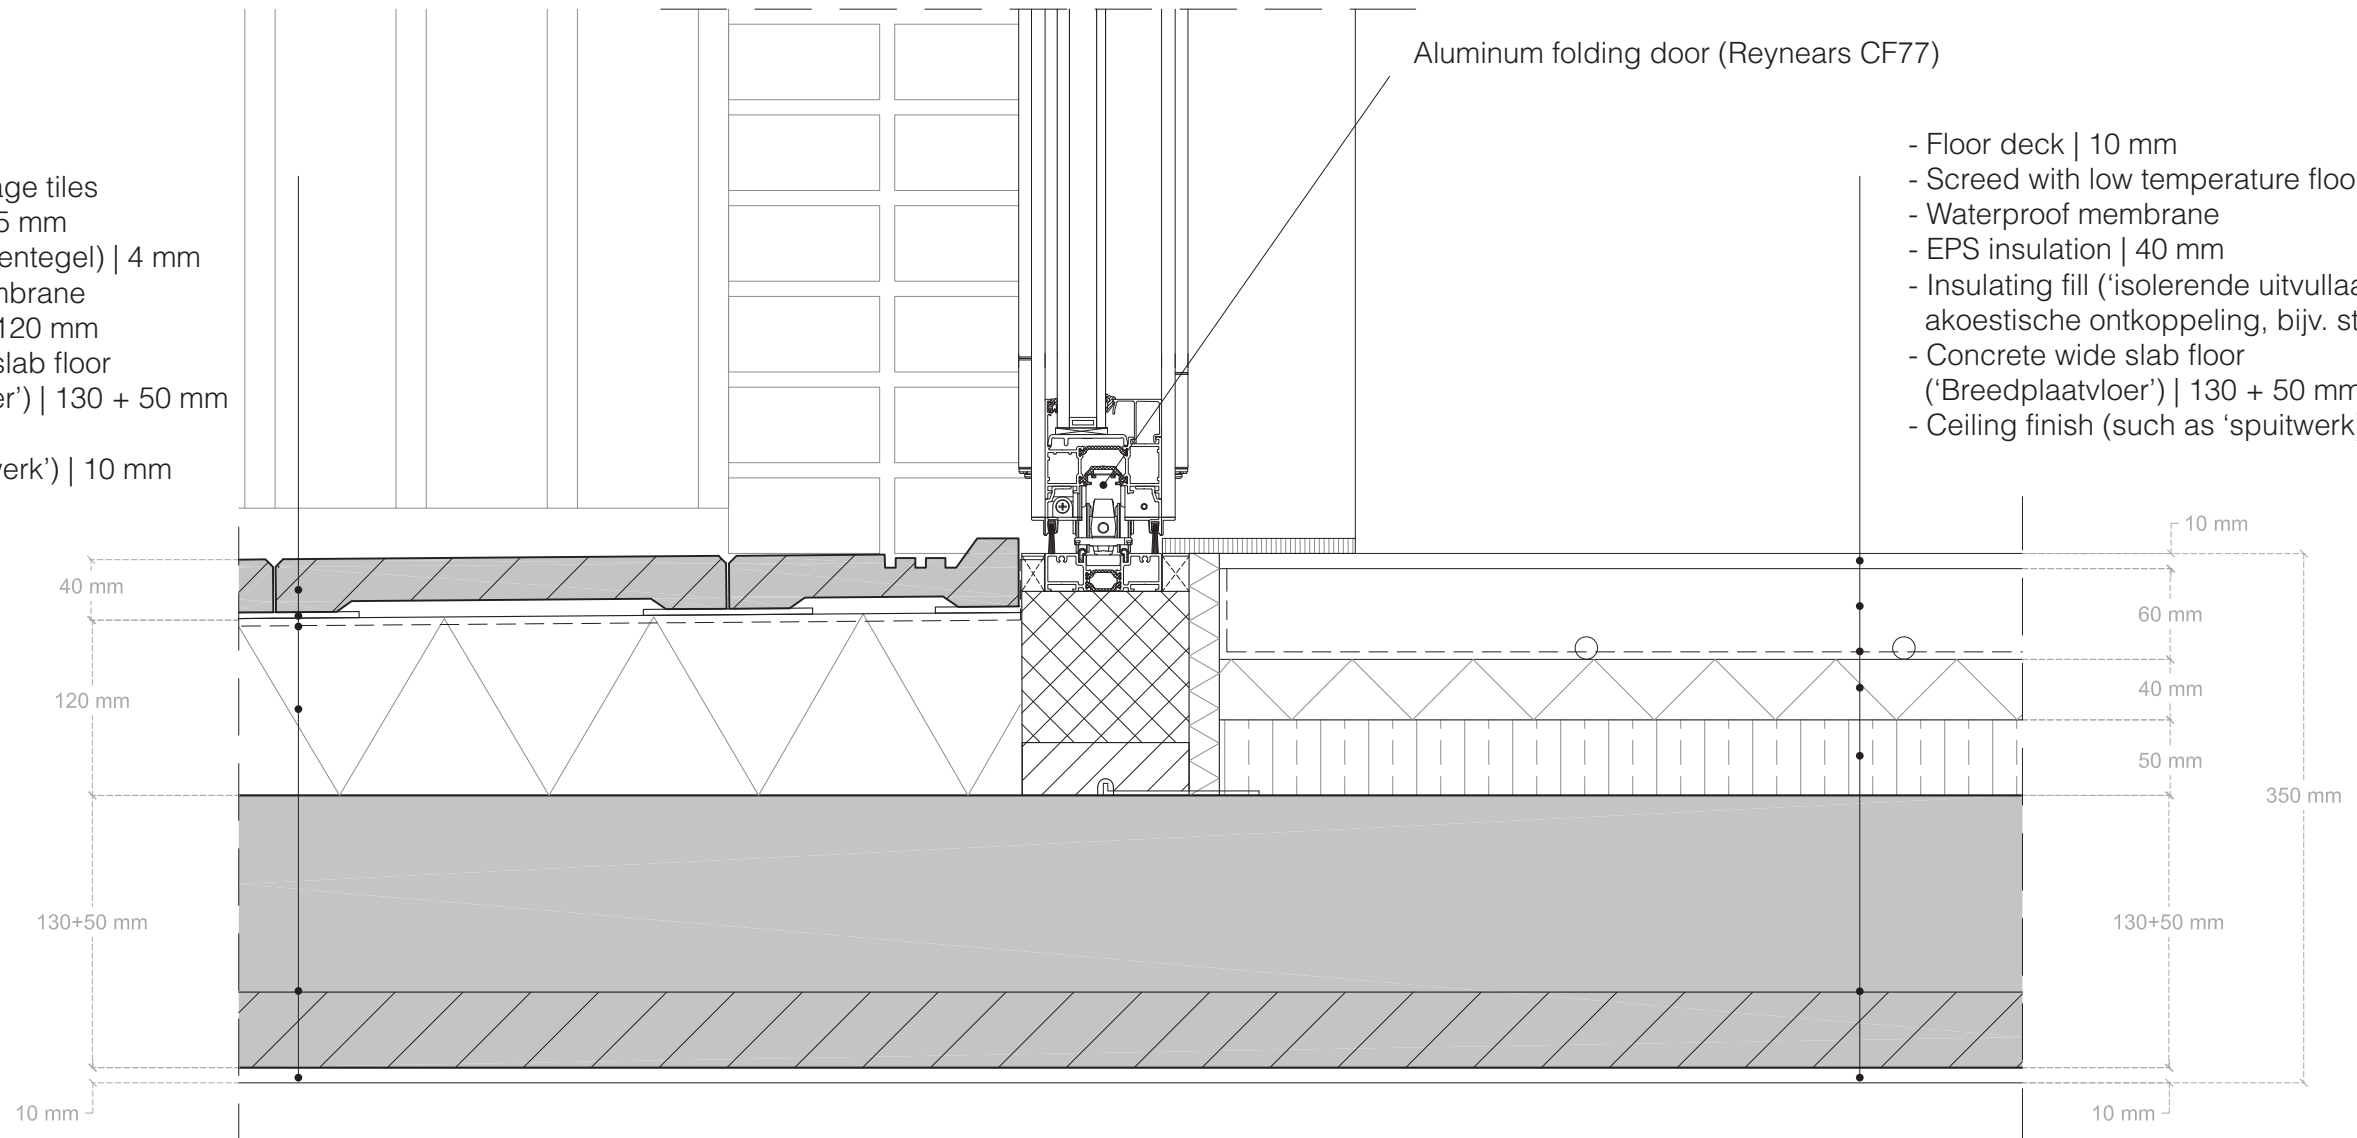 Aluminum folding door (Reynears CF77)
age tiles
5 mm
entegel) | 4 mm
nbrane
120 mm
slab floor
er’) | 130 + 50 mm
verk’) | 10 mm
- Floor deck | 10 mm
- Screed with low temperature floo
- Waterproof membrane
- EPS insulation | 40 mm
- Insulating fill (‘isolerende uitvullaa
akoestische ontkoppeling, bijv. st
- Concrete wide slab floor
(‘Breedplaatvloer’) | 130 + 50 mm
- Ceiling finish (such as ‘spuitwerk’
40 mm
120 mm
130+50 mm
10 mm
10 mm
60 mm
40 mm
50 mm
350 mm
130+50 mm
10 mm